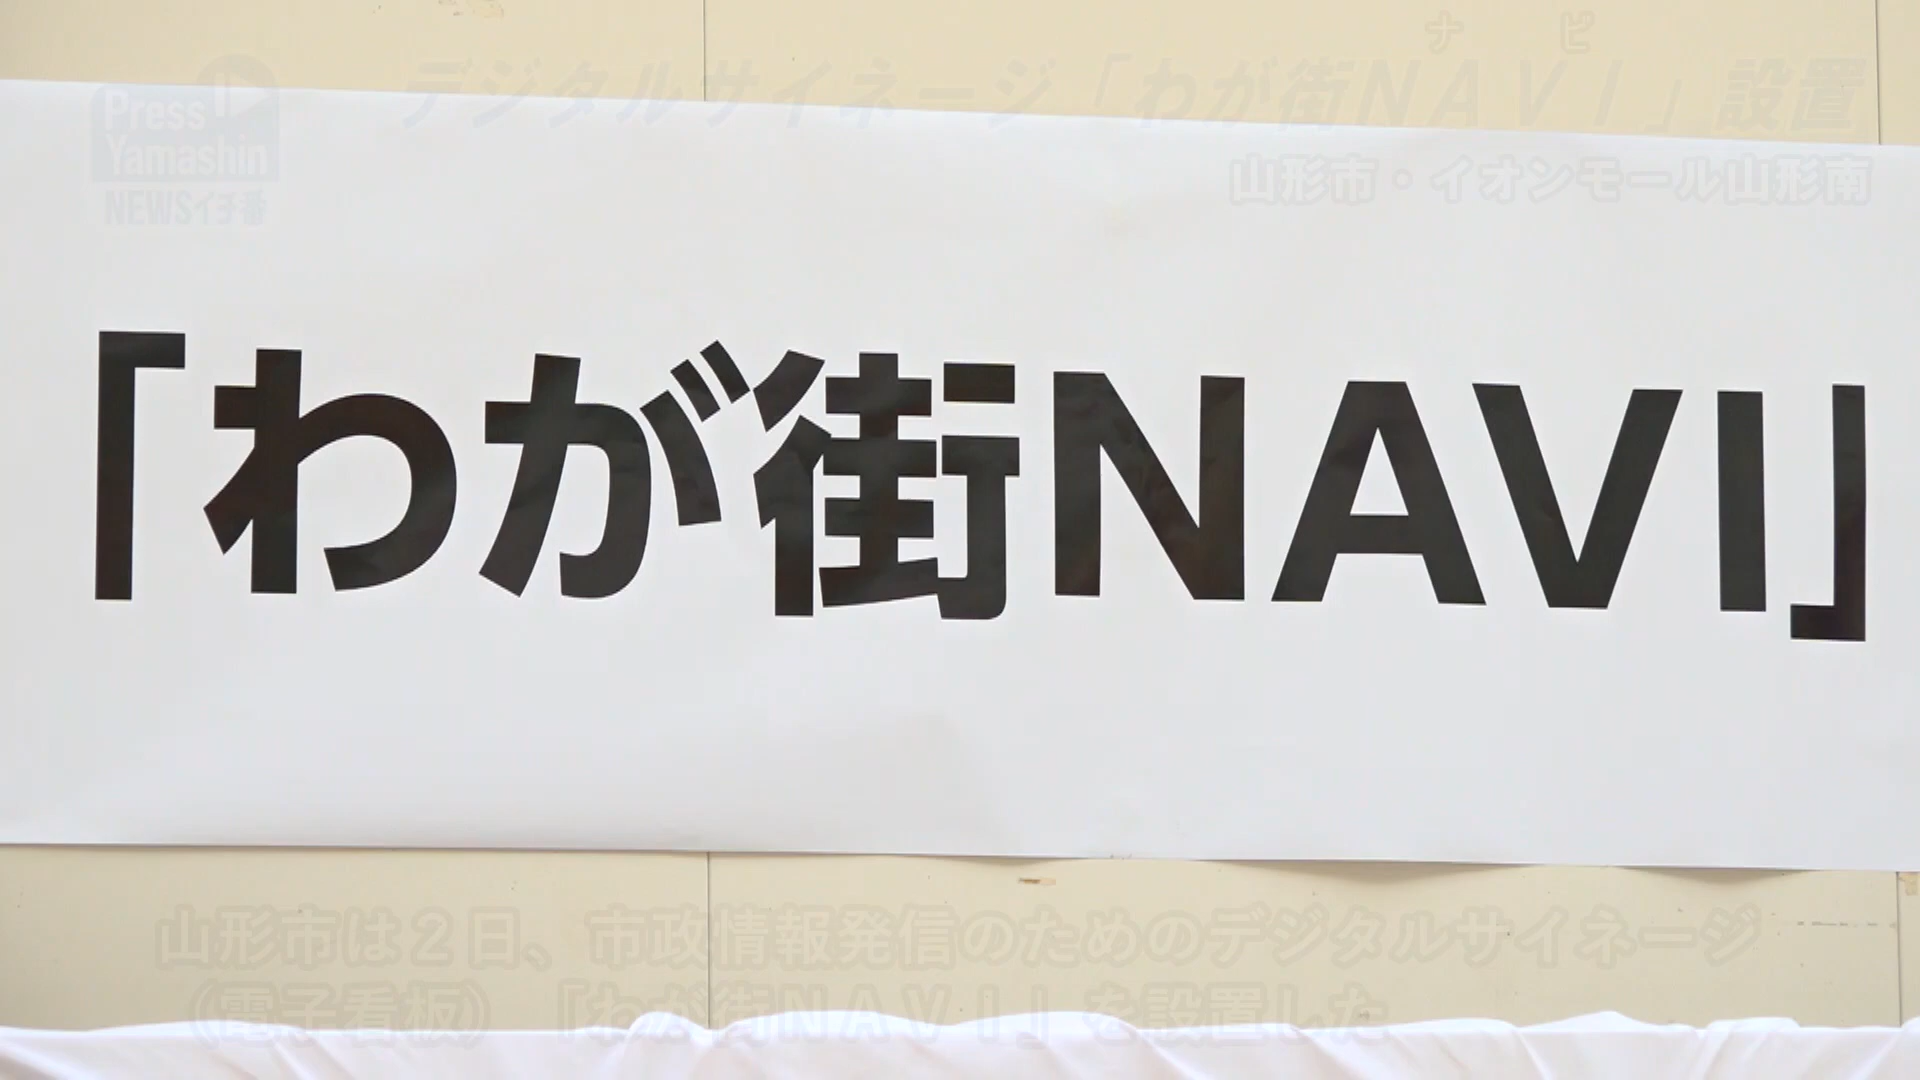 ナビ
デジタルサイネージ「わが街ＮＡＶＩ」設置
Press
Yamashin
NEWSイチ番
山形市・イオンモール山形南
「わが街NAVI」
山形市は２日、市政情報発信のためのデジタルサイネージ
（電子看板）「わが街ＮＡＶＩ」を設置した